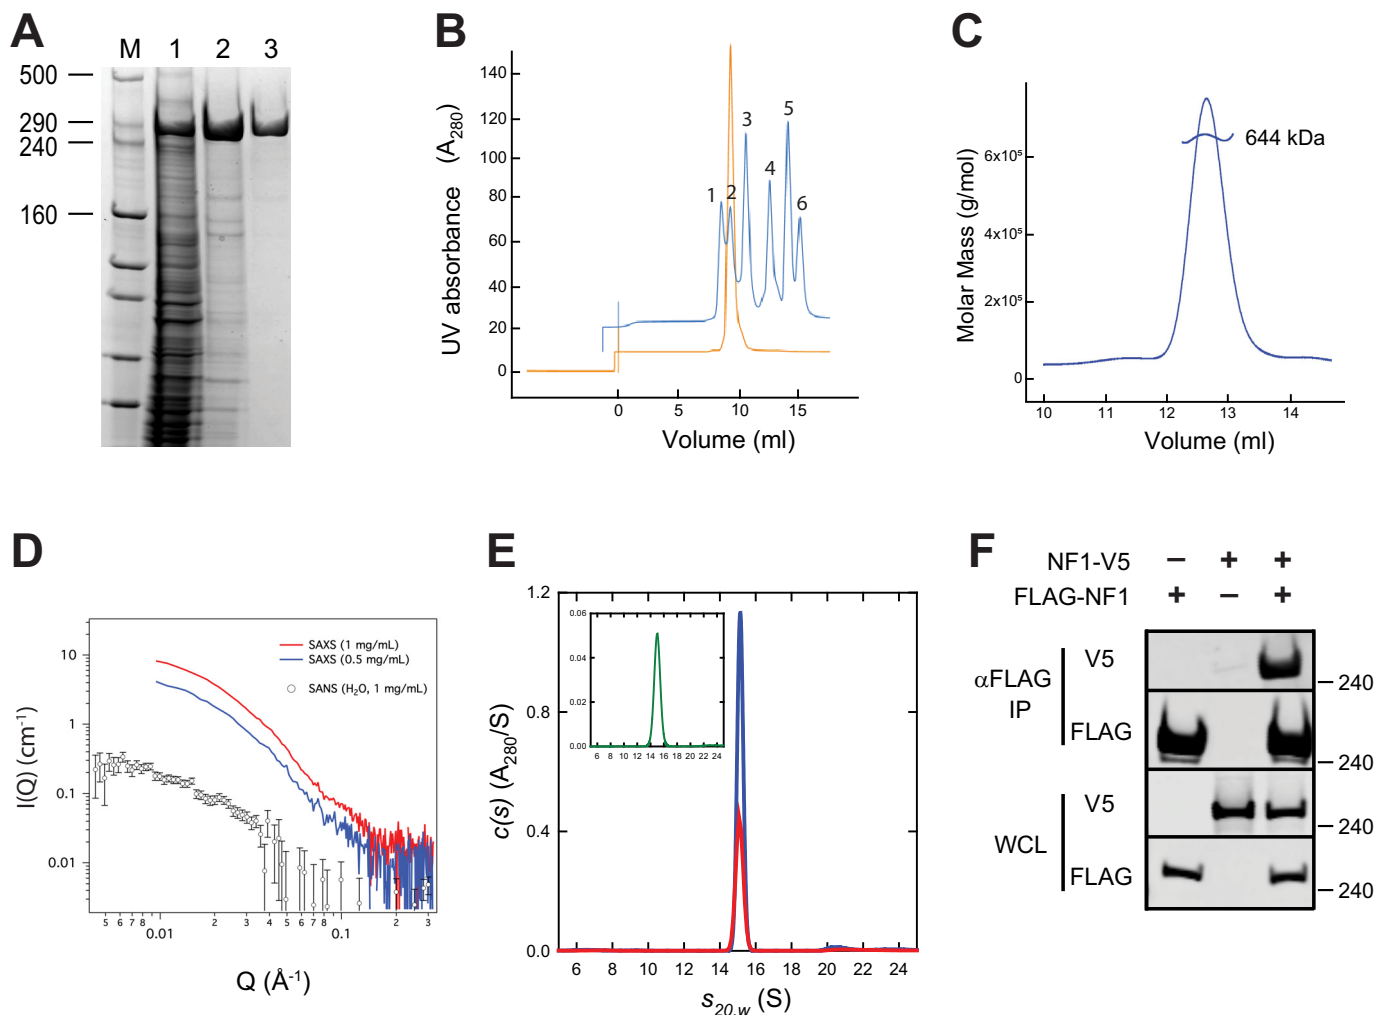 A
M 1 2 3
500
290
240
160
B
UV absorbance (A280)
140
120
100
80
60
40
20
0
1 2 3 4 5 6
0 5 10 15
Volume (ml)
C
Molar Mass (g/mol)
6x10⁵
4x10⁵
2x10⁵
0
644 kDa
10 11 12 13 14
Volume (ml)
D
I(Q) (cm⁻¹)
10
1
0.1
0.01
SAXS (1 mg/mL)
SAXS (0.5 mg/mL)
SANS (H₂O, 1 mg/mL)
5 6 7 8 2 3 4 5 6 7 8 2 3
0.01 0.1
Q (Å⁻¹)
E
c(s) (A280/S)
1.2
0.8
0.4
0.0
0.06
0.04
0.02
0.00
6 8 10 12 14 16 18 20 22 24
6 8 10 12 14 16 18 20 22 24
s20,w (S)
F
NF1-V5 – + +
FLAG-NF1 + – +
αFLAG
IP
V5
240
FLAG
240
WCL
V5
240
FLAG
240